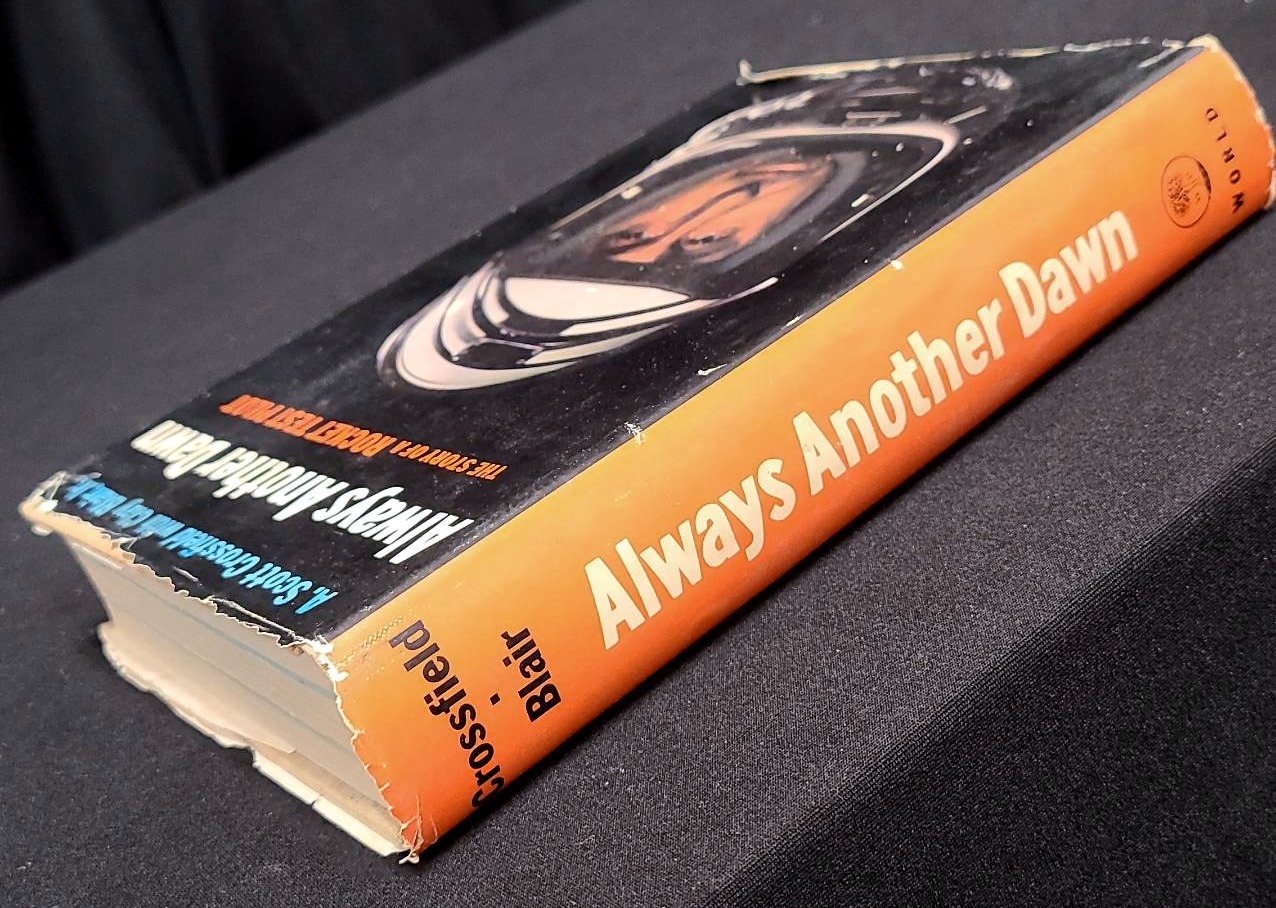 A. Scott Crossfield and Clay Blair, Jr.
Always Another Dawn
THE STORY OF A ROCKET TEST PILOT
Crossfield · Blair
Always Another Dawn
WORLD